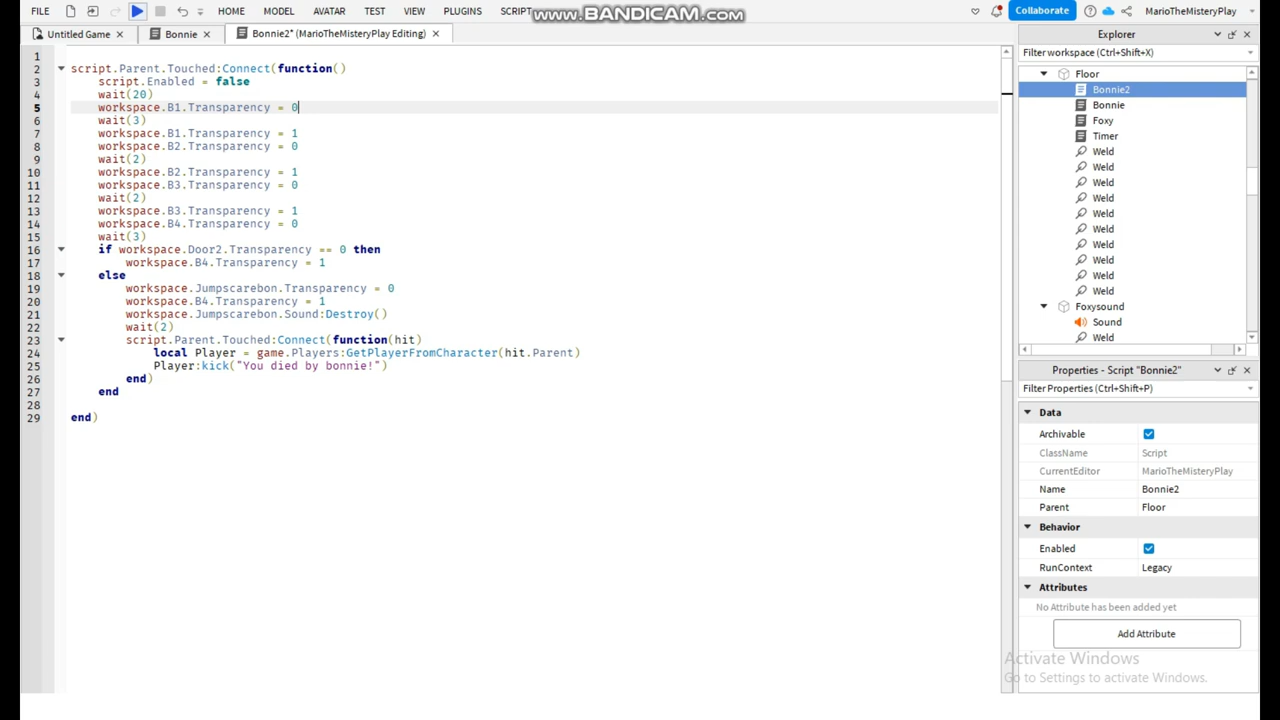 www.BANDICAM.com
FILE HOME MODEL AVATAR TEST VIEW PLUGINS SCRIPT Collaborate MarioTheMisteryPlay
Untitled Game Bonnie Bonnie2* (MarioTheMisteryPlay Editing)
1
2 script.Parent.Touched:Connect(function()
3 script.Enabled = false
4 wait(20)
5 workspace.B1.Transparency = 0
6 wait(3)
7 workspace.B1.Transparency = 1
8 workspace.B2.Transparency = 0
9 wait(2)
10 workspace.B2.Transparency = 1
11 workspace.B3.Transparency = 0
12 wait(2)
13 workspace.B3.Transparency = 1
14 workspace.B4.Transparency = 0
15 wait(3)
16 if workspace.Door2.Transparency == 0 then
17 workspace.B4.Transparency = 1
18 else
19 workspace.Jumpscarebon.Transparency = 0
20 workspace.B4.Transparency = 1
21 workspace.Jumpscarebon.Sound:Destroy()
22 wait(2)
23 script.Parent.Touched:Connect(function(hit)
24 local Player = game.Players:GetPlayerFromCharacter(hit.Parent)
25 Player:kick("You died by bonnie!")
26 end)
27 end
28
29 end)
Explorer
Filter workspace (Ctrl+Shift+X)
Floor
Bonnie2
Bonnie
Foxy
Timer
Weld
Weld
Weld
Weld
Weld
Weld
Weld
Weld
Weld
Weld
Foxysound
Sound
Weld
Properties - Script "Bonnie2"
Filter Properties (Ctrl+Shift+P)
Data
Archivable
ClassName Script
CurrentEditor MarioTheMisteryPlay
Name Bonnie2
Parent Floor
Behavior
Enabled
RunContext Legacy
Attributes
No Attribute has been added yet
Add Attribute
Activate Windows
Go to Settings to activate Windows.